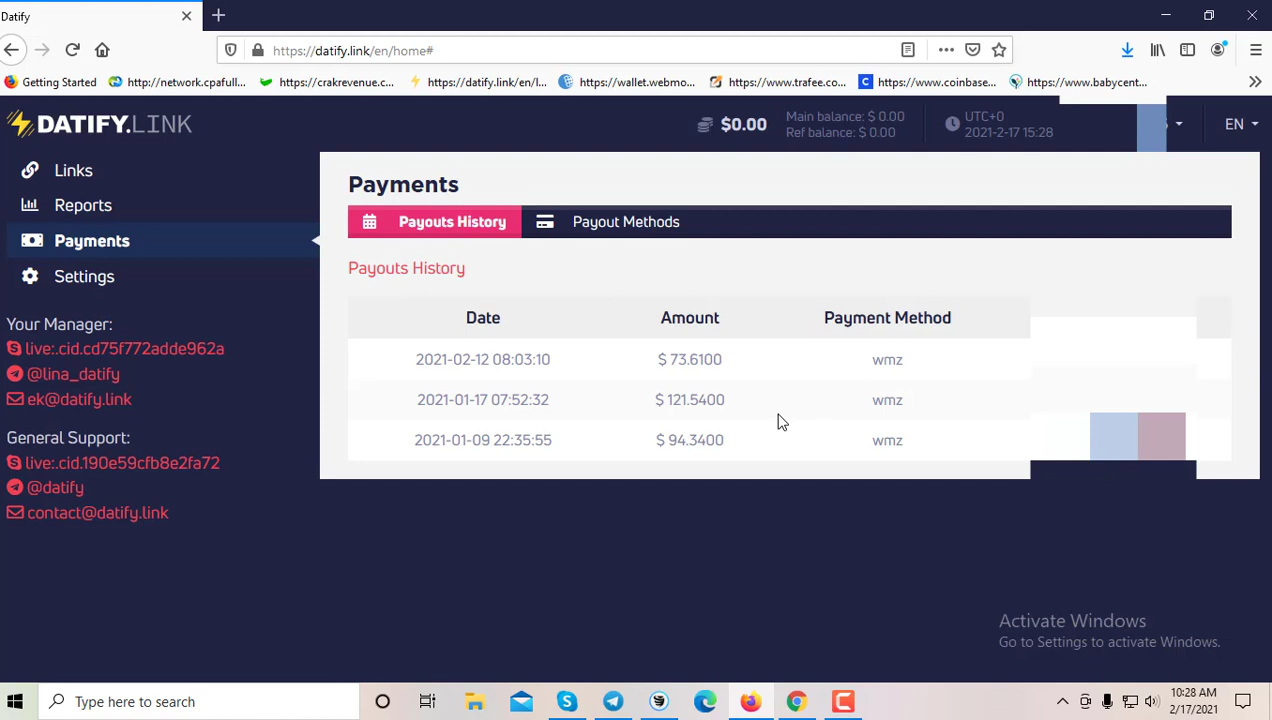 Datify
https://datify.link/en/home#
Getting Started
http://network.cpafull...
https://crakrevenue.c...
https://datify.link/en/l...
https://wallet.webmo...
https://www.trafee.co...
https://www.coinbase...
https://www.babycent...
DATIFY.LINK
$0.00
Main balance: $ 0.00
Ref balance: $ 0.00
UTC+0
2021-2-17 15:28
EN
Links
Reports
Payments
Settings
Your Manager:
live:.cid.cd75f772adde962a
@lina_datify
ek@datify.link
General Support:
live:.cid.190e59cfb8e2fa72
@datify
contact@datify.link
Payments
Payouts History
Payout Methods
Payouts History
Date Amount Payment Method
2021-02-12 08:03:10 $ 73.6100 wmz
2021-01-17 07:52:32 $ 121.5400 wmz
2021-01-09 22:35:55 $ 94.3400 wmz
Activate Windows
Go to Settings to activate Windows.
Type here to search
10:28 AM
2/17/2021